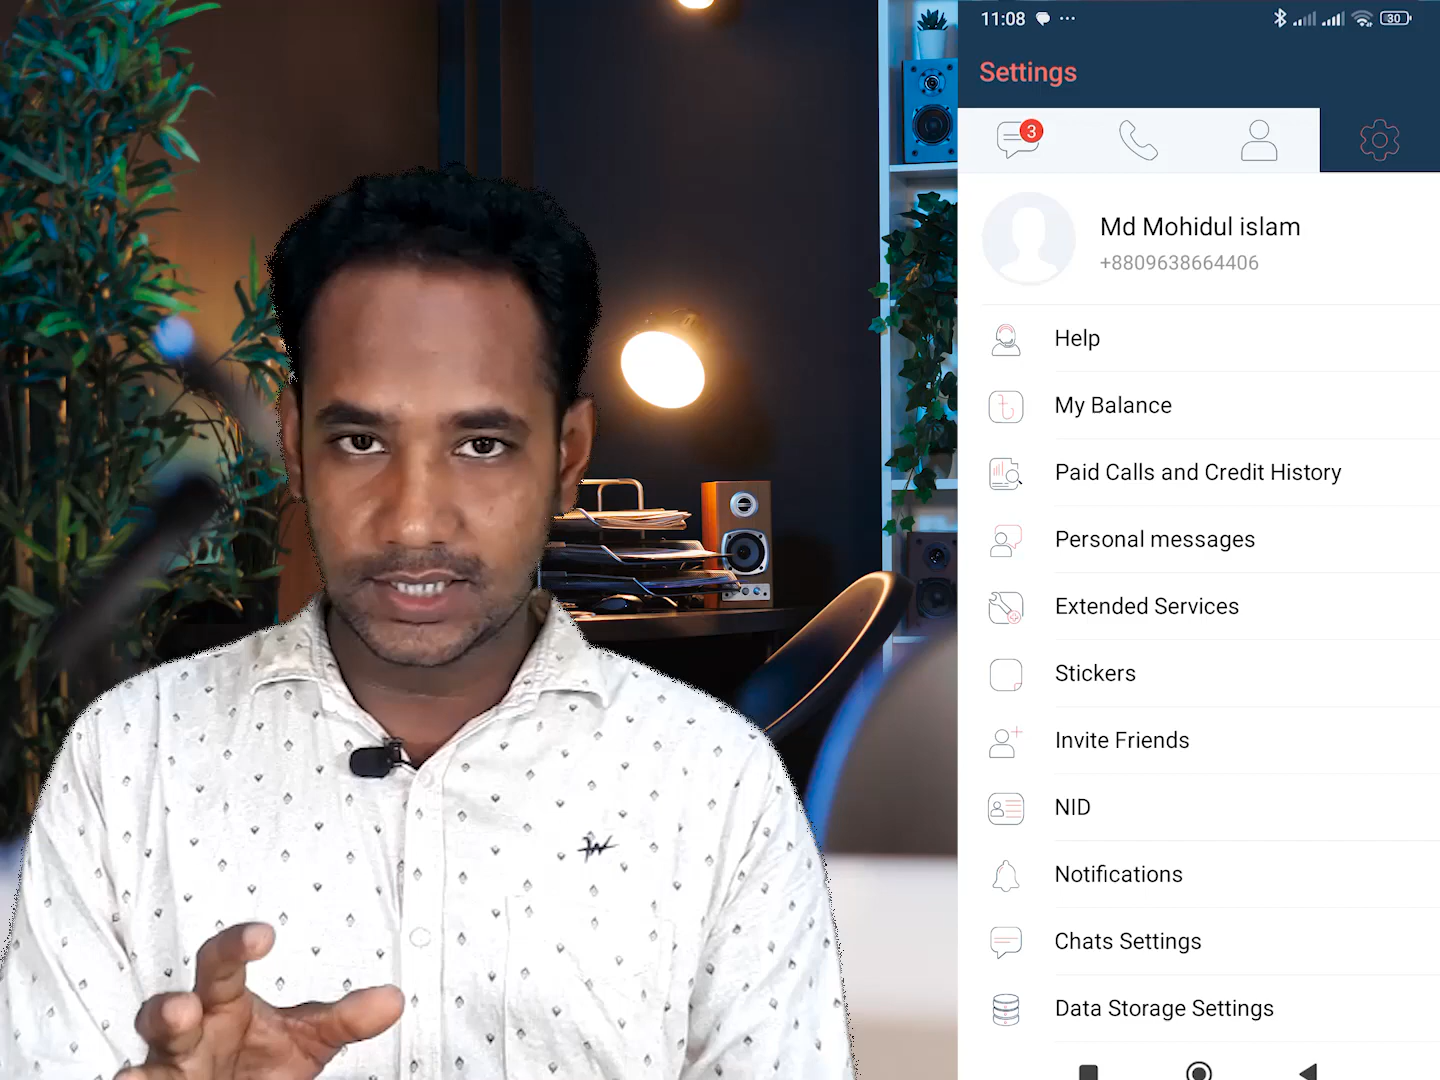 11:08
30
Settings
3
Md Mohidul islam
+8809638664406
Help
My Balance
Paid Calls and Credit History
Personal messages
Extended Services
Stickers
Invite Friends
NID
Notifications
Chats Settings
Data Storage Settings